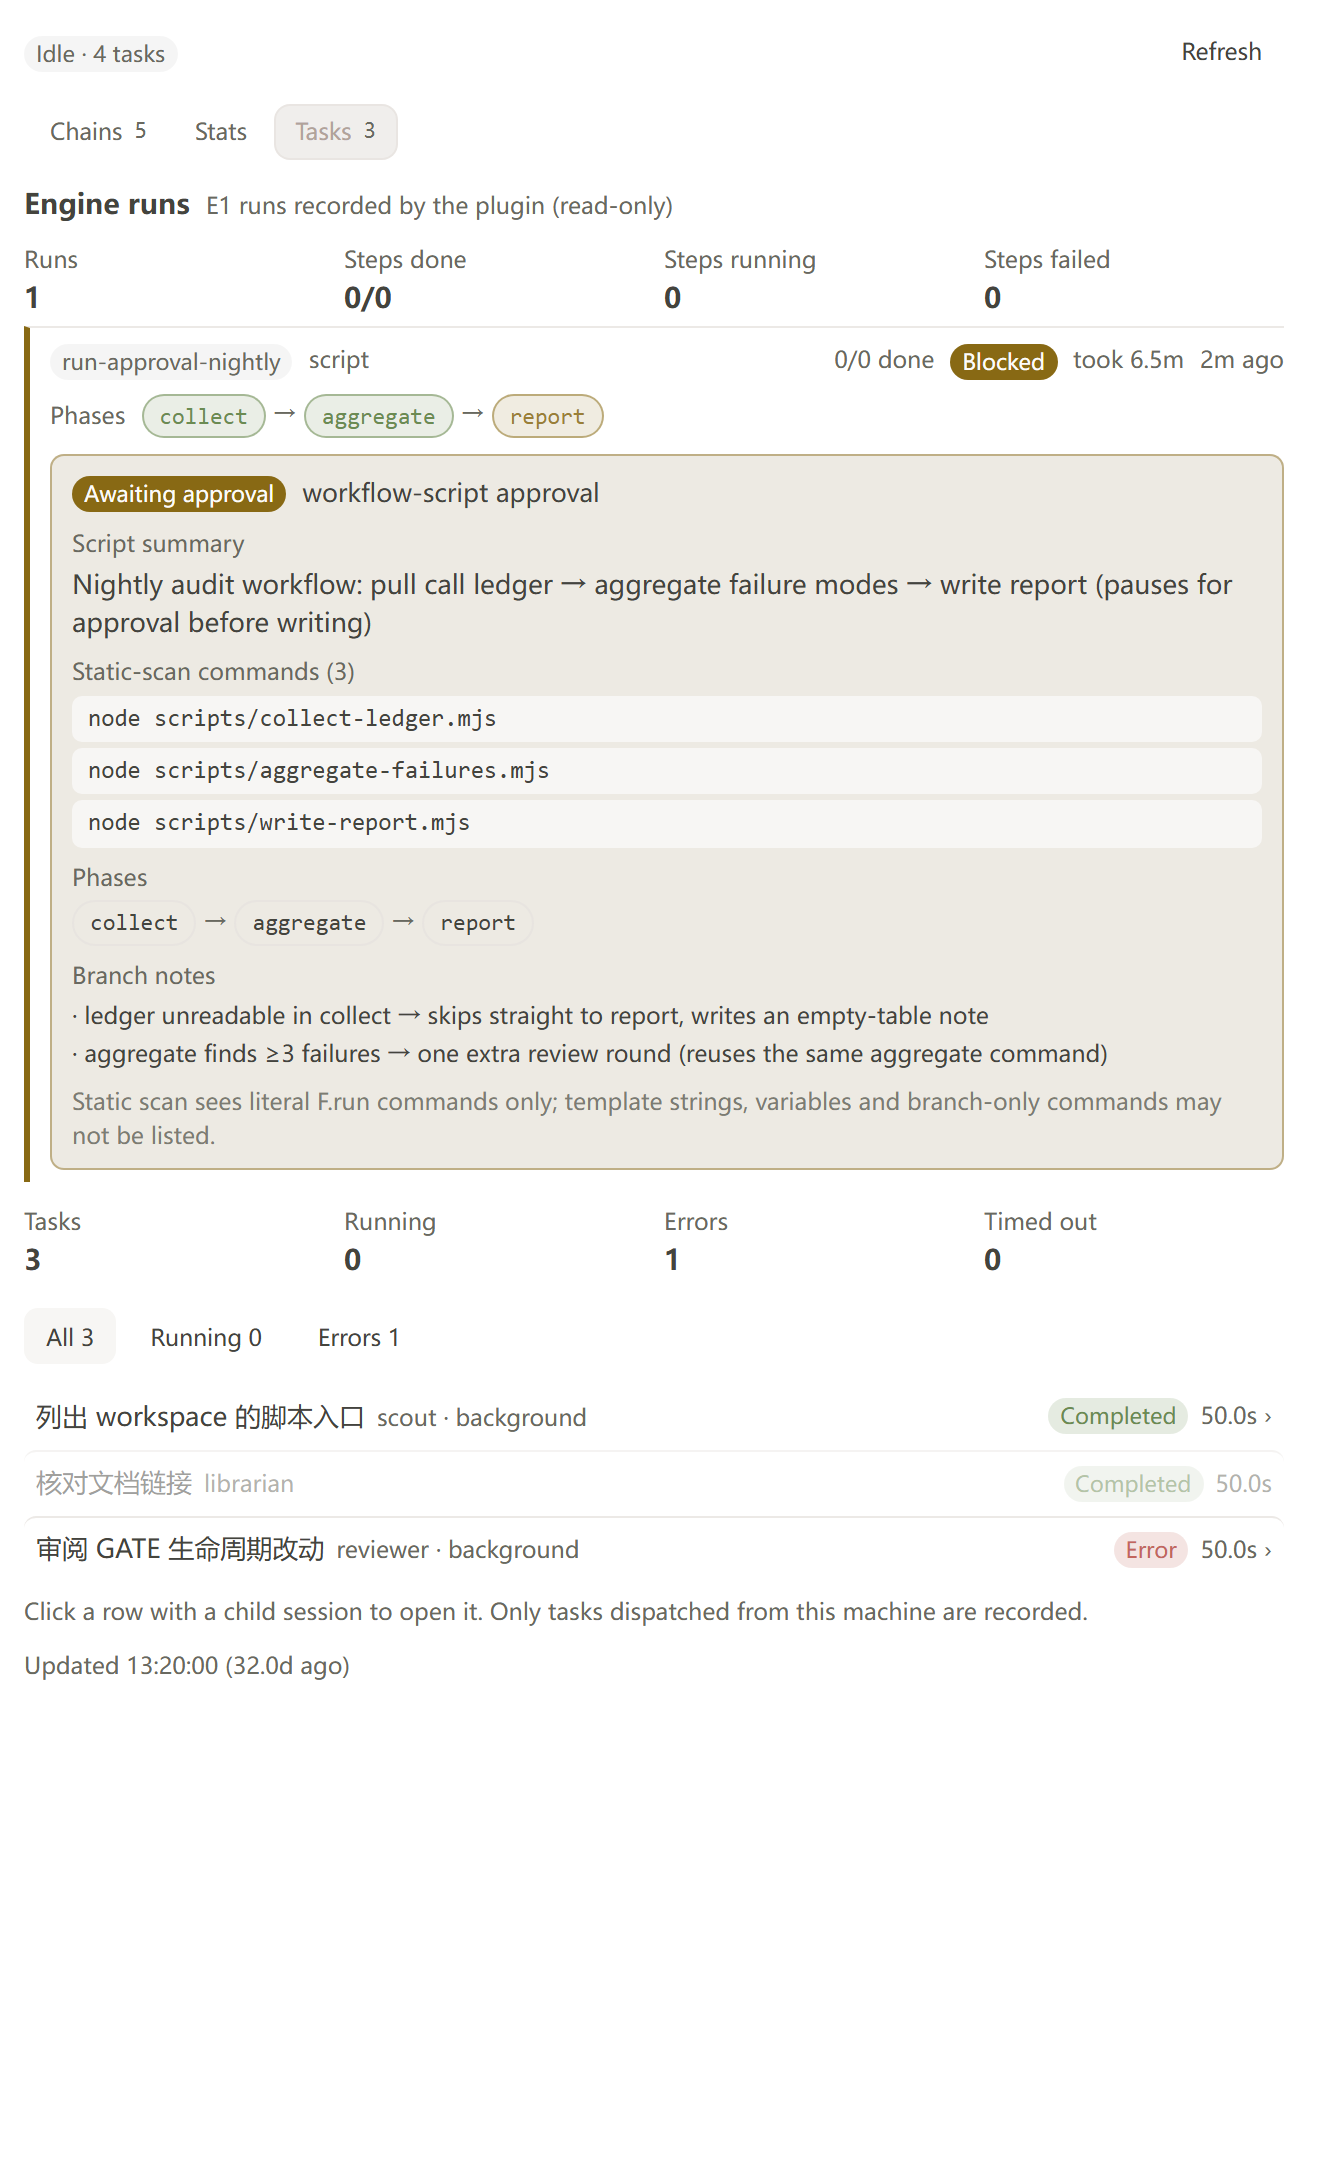 Idle · 4 tasks
Refresh
Chains 5
Stats
Tasks 3
Engine runs E1 runs recorded by the plugin (read-only)
Runs
Steps done
Steps running
Steps failed
1
0/0
0
0
run-approval-nightly script
0/0 done Blocked took 6.5m 2m ago
Phases collect → aggregate → report
Awaiting approval workflow-script approval
Script summary
Nightly audit workflow: pull call ledger → aggregate failure modes → write report (pauses for
approval before writing)
Static-scan commands (3)
node scripts/collect-ledger.mjs
node scripts/aggregate-failures.mjs
node scripts/write-report.mjs
Phases
collect → aggregate → report
Branch notes
· ledger unreadable in collect → skips straight to report, writes an empty-table note
· aggregate finds ≥3 failures → one extra review round (reuses the same aggregate command)
Static scan sees literal F.run commands only; template strings, variables and branch-only commands may
not be listed.
Tasks
Running
Errors
Timed out
3
0
1
0
All 3
Running 0
Errors 1
列出 workspace 的脚本入口 scout · background
Completed 50.0s ›
核对文档链接 librarian
Completed 50.0s
审阅 GATE 生命周期改动 reviewer · background
Error 50.0s ›
Click a row with a child session to open it. Only tasks dispatched from this machine are recorded.
Updated 13:20:00 (32.0d ago)